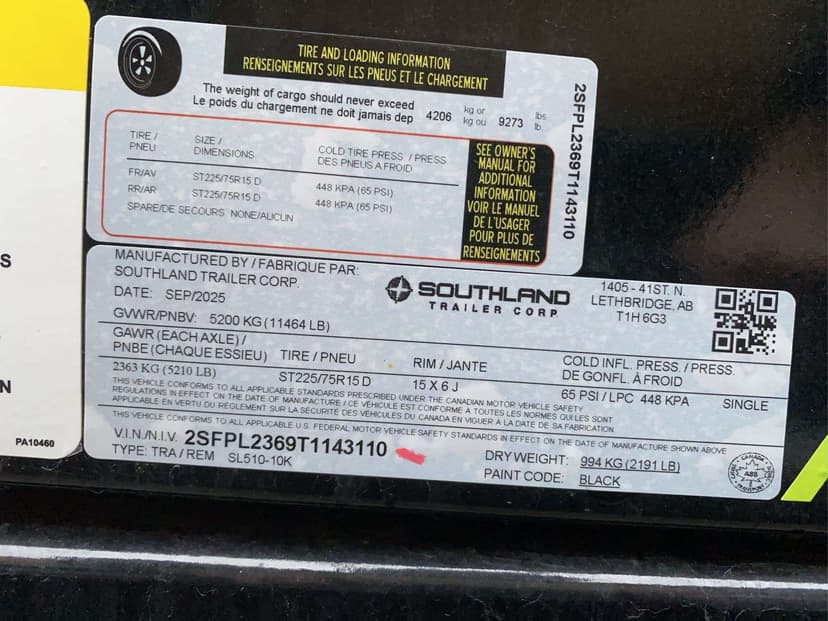 TIRE AND LOADING INFORMATION
RENSEIGNEMENTS SUR LES PNEUS ET LE CHARGEMENT
The weight of cargo should never exceed
Le poids du chargement ne doit jamais dep 4206 kg or kg ou 9273 lbs lb.
TIRE / PNEU SIZE / DIMENSIONS COLD TIRE PRESS / PRESS. DES PNEUS A FROID
FR/AV ST225/75R15 D 448 KPA (65 PSI)
RR/AR ST225/75R15 D 448 KPA (65 PSI)
SPARE/DE SECOURS NONE/AUCUN
SEE OWNER'S
MANUAL FOR
ADDITIONAL
INFORMATION
VOIR LE MANUEL
DE L'USAGER
POUR PLUS DE
RENSEIGNEMENTS
2SFPL2369T1143110
MANUFACTURED BY / FABRIQUE PAR:
SOUTHLAND TRAILER CORP.
DATE: SEP/2025
SOUTHLAND
TRAILER CORP.
1405 - 41ST. N.
LETHBRIDGE, AB
T1H 6G3
GVWR/PNBV: 5200 KG (11464 LB)
GAWR (EACH AXLE) /
PNBE (CHAQUE ESSIEU) TIRE / PNEU RIM / JANTE COLD INFL. PRESS. / PRESS. DE GONFL. À FROID
2363 KG (5210 LB) ST225/75R15 D 15 X 6 J 65 PSI / LPC 448 KPA SINGLE
THIS VEHICLE CONFORMS TO ALL APPLICABLE STANDARDS PRESCRIBED UNDER THE CANADIAN MOTOR VEHICLE SAFETY
REGULATIONS IN EFFECT ON THE DATE OF MANUFACTURE / CE VÉHICULE EST CONFORME À TOUTES LES NORMES QUI LES SONT
APPLICABLE EN VERTU DU RÈGLEMENT SUR LA SÉCURITÉ DES VÉHICULES DU CANADA EN VIGUER À LA DATE DE SA FABRICATION.
THIS VEHICLE CONFORMS TO ALL APPLICABLE U.S. FEDERAL MOTOR VEHICLE SAFETY STANDARDS IN EFFECT ON THE DATE OF MANUFACTURE SHOWN ABOVE
V.I.N./N.I.V. 2SFPL2369T1143110
TYPE: TRA / REM SL510-10K
DRY WEIGHT: 994 KG (2191 LB)
PAINT CODE: BLACK
CANADA
ABS
TRANSPORT
S
N
PA10460